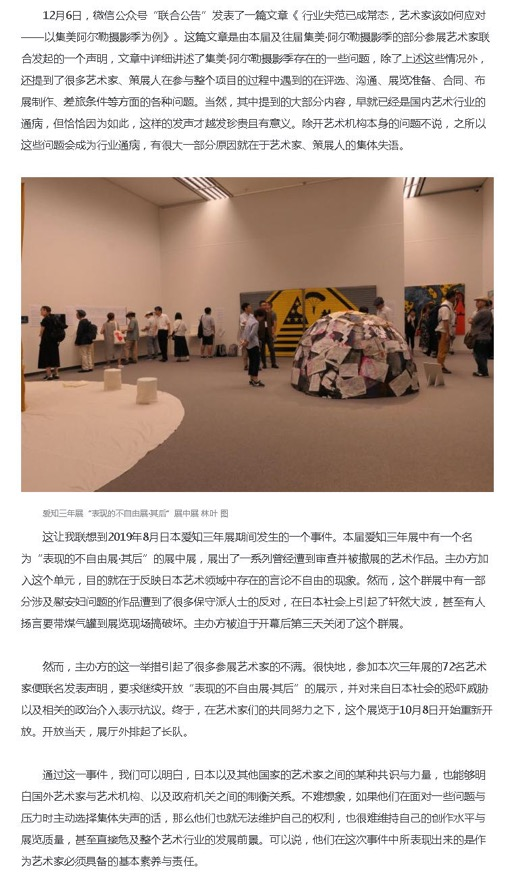 12月6日，微信公众号“联合公告”发表了一篇文章《 行业失范已成常态，艺术家该如何应对
——以集美阿尔勒摄影季为例》。这篇文章是由本届及往届集美·阿尔勒摄影季的部分参展艺术家联
合发起的一个声明，文章中详细讲述了集美·阿尔勒摄影季存在的一些问题，除了上述这些情况外，
还提到了很多艺术家、策展人在参与整个项目的过程中遇到的在评选、沟通、展览准备、合同、布
展制作、差旅条件等方面的各种问题。当然，其中提到的大部分内容，早就已经是国内艺术行业的
通病，但恰恰因为如此，这样的发声才越发珍贵且有意义。除开艺术机构本身的问题不说，之所以
这些问题会成为行业通病，有很大一部分原因就在于艺术家、策展人的集体失语。
爱知三年展“表现的不自由展·其后”展中展 林叶 图
这让我联想到2019年8月日本爱知三年展期间发生的一个事件。本届爱知三年展中有一个名
为“表现的不自由展·其后”的展中展，展出了一系列曾经遭到审查并被撤展的艺术作品。主办方加
入这个单元，目的就在于反映日本艺术领域中存在的言论不自由的现象。然而，这个群展中有一部
分涉及慰安妇问题的作品遭到了很多保守派人士的反对，在日本社会上引起了轩然大波，甚至有人
扬言要带煤气罐到展览现场搞破坏。主办方被迫于开幕后第三天关闭了这个群展。
然而，主办方的这一举措引起了很多参展艺术家的不满。很快地，参加本次三年展的72名艺术
家便联名发表声明，要求继续开放“表现的不自由展·其后”的展示，并对来自日本社会的恐吓威胁
以及相关的政治介入表示抗议。终于，在艺术家们的共同努力之下，这个展览于10月8日开始重新开
放。开放当天，展厅外排起了长队。
通过这一事件，我们可以明白，日本以及其他国家的艺术家之间的某种共识与力量，也能够明
白国外艺术家与艺术机构、以及政府机关之间的制衡关系。不难想象，如果他们在面对一些问题与
压力时主动选择集体失声的话，那么他们也就无法维护自己的权利，也很难维持自己的创作水平与
展览质量，甚至直接危及整个艺术行业的发展前景。可以说，他们在这次事件中所表现出来的是作
为艺术家必须具备的基本素养与责任。